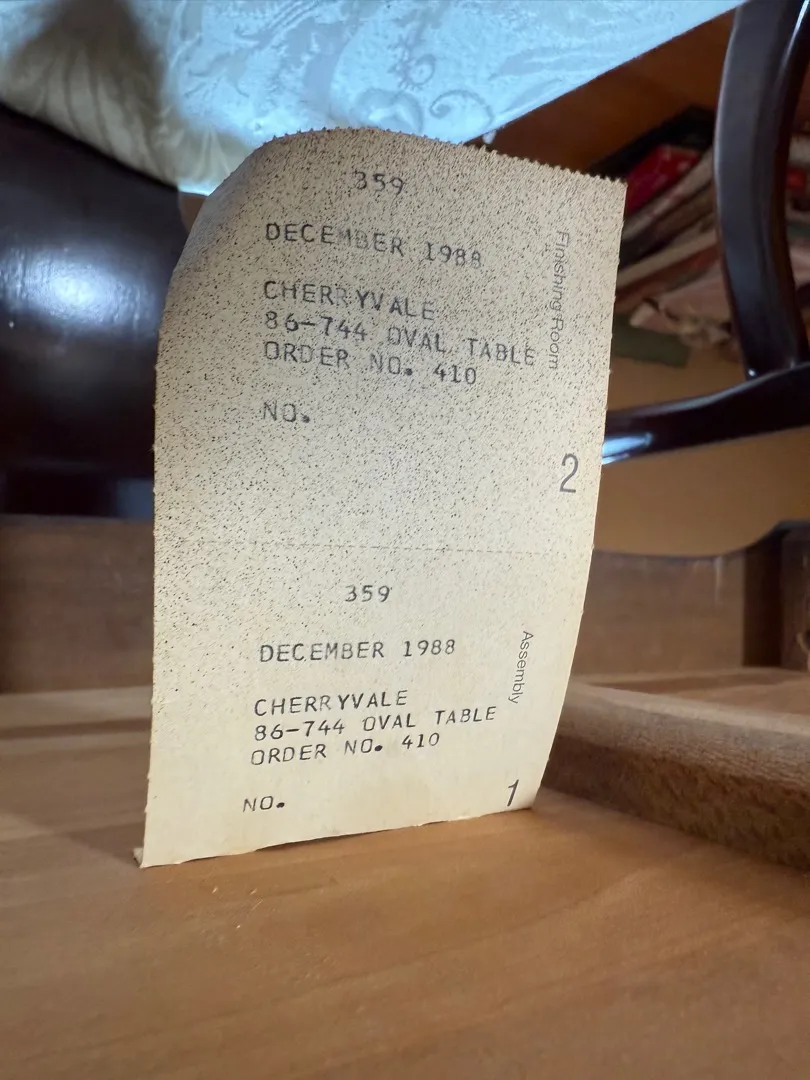 359
DECEMBER 1988
Finishing Room
CHERRYVALE
86-744 OVAL TABLE
ORDER NO. 410
NO.
2
359
DECEMBER 1988
Assembly
CHERRYVALE
86-744 OVAL TABLE
ORDER NO. 410
NO.
1